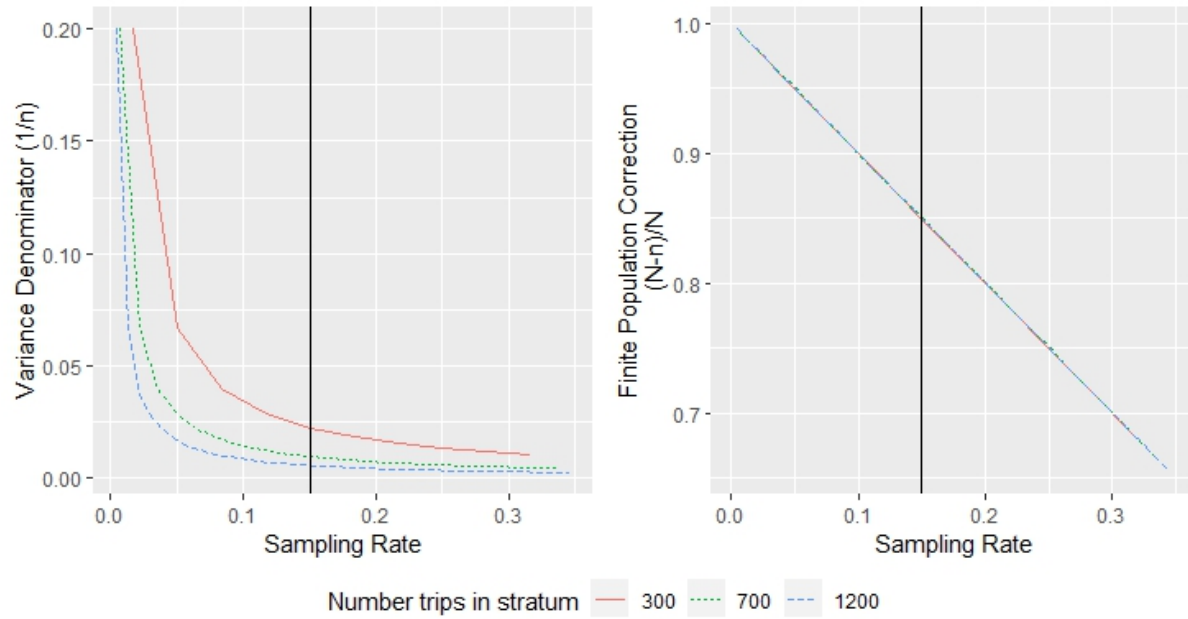 Variance Denominator (1/n)
0.20
0.15
0.10
0.05
0.00
0.0 0.1 0.2 0.3
Sampling Rate
Finite Population Correction
(N-n)/N
1.0
0.9
0.8
0.7
0.0 0.1 0.2 0.3
Sampling Rate
Number trips in stratum 300 700 1200